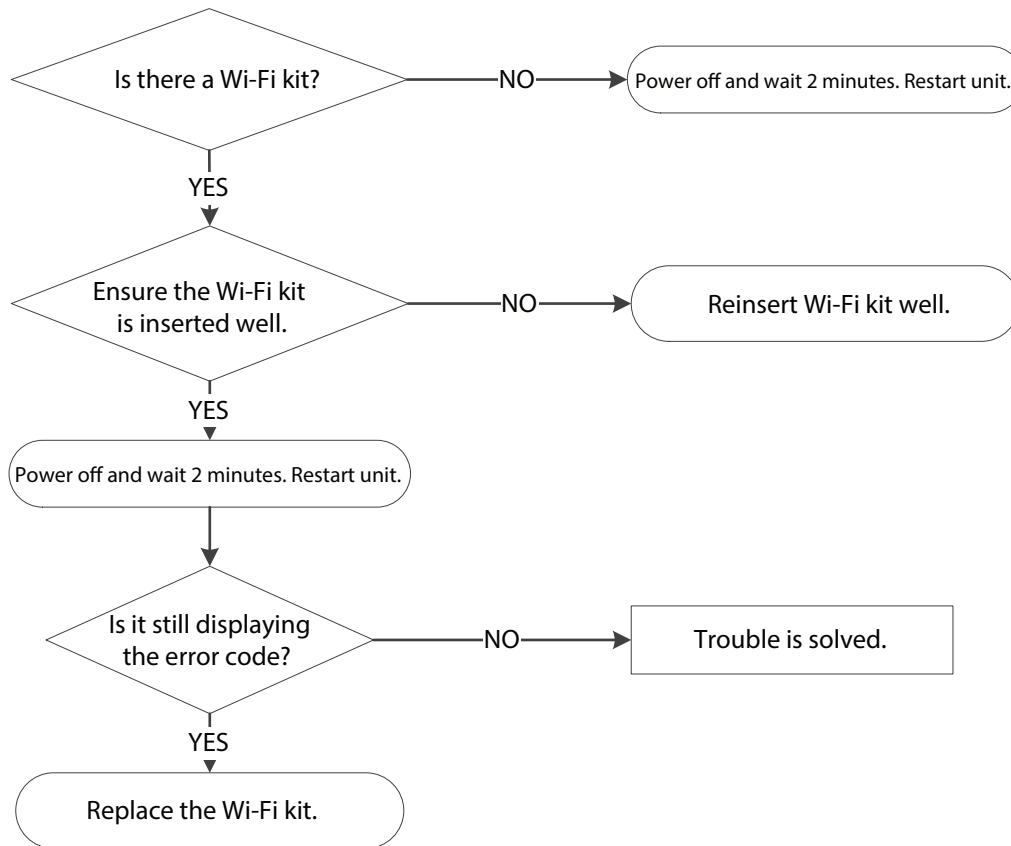 Is there a Wi-Fi kit?
NO
Power off and wait 2 minutes. Restart unit.
YES
Ensure the Wi-Fi kit
is inserted well.
NO
Reinsert Wi-Fi kit well.
YES
Power off and wait 2 minutes. Restart unit.
Is it still displaying
the error code?
NO
Trouble is solved.
YES
Replace the Wi-Fi kit.